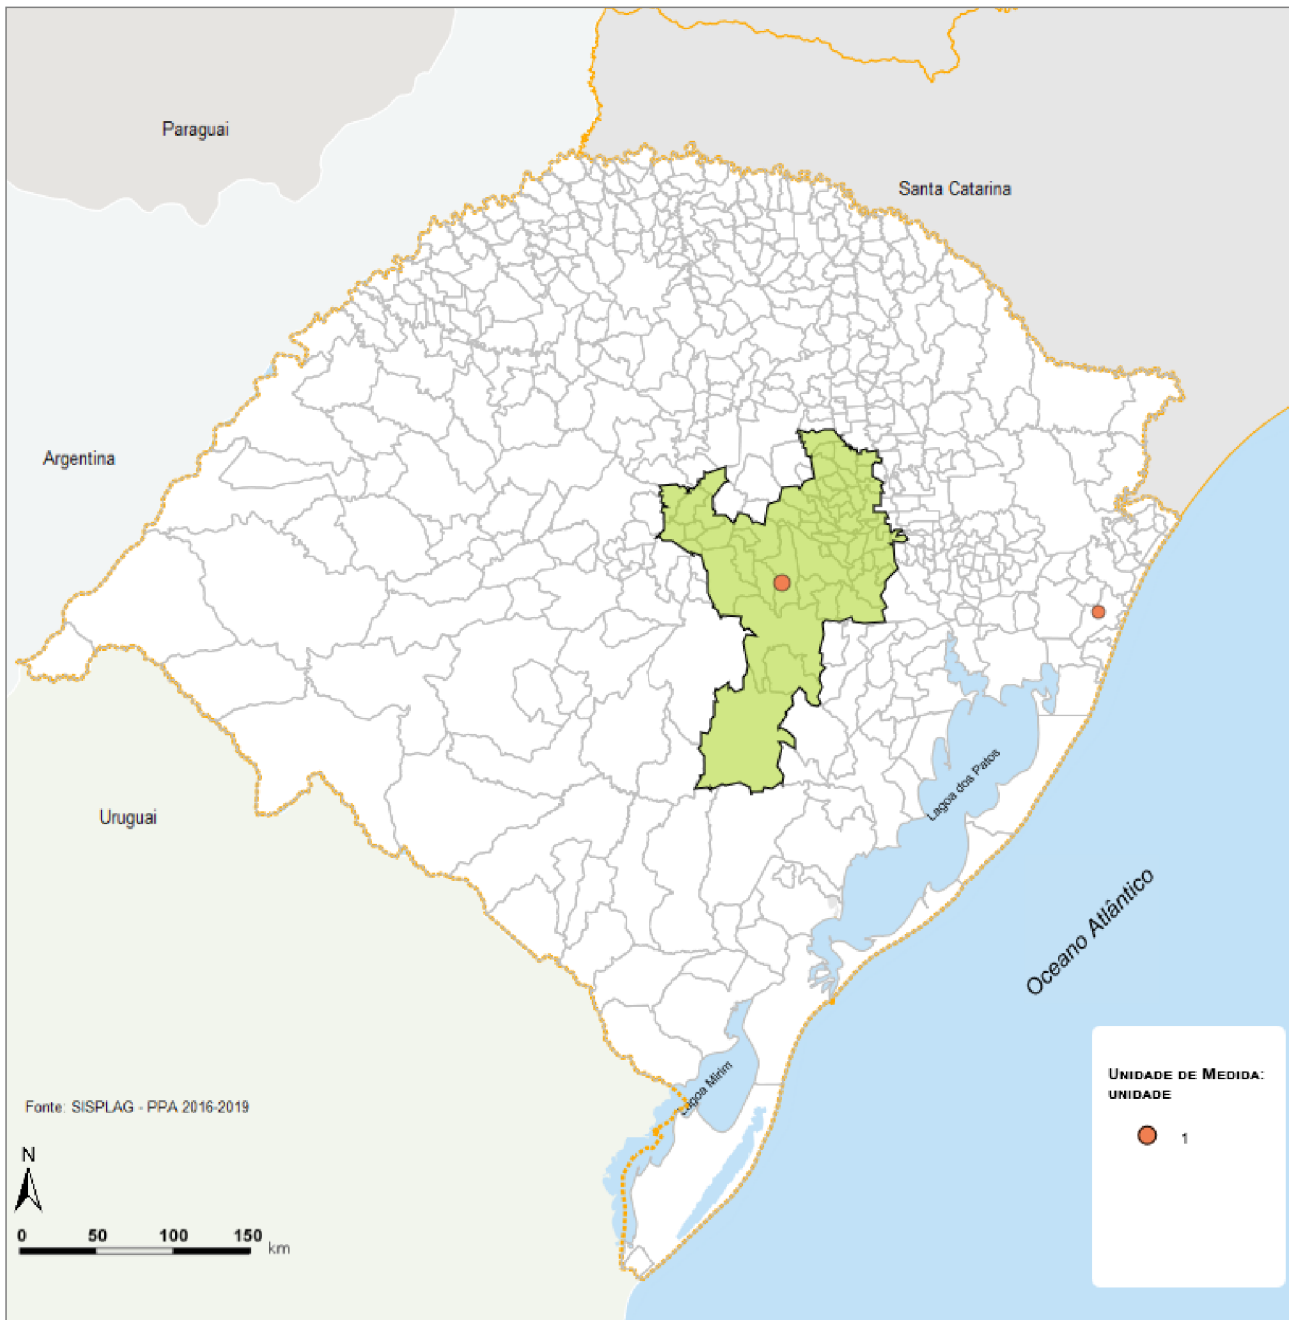 Paraguai
Santa Catarina
Argentina
Uruguai
Lagoa dos Patos
Oceano Atlântico
Lagoa Mirim
Fonte: SISPLAG - PPA 2016-2019
N
0 50 100 150 km
UNIDADE DE MEDIDA:
UNIDADE
1